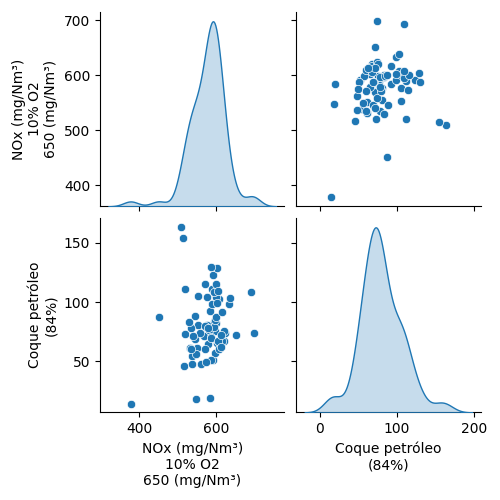 700
600
500
400
NOx (mg/Nm³)
10% O2
650 (mg/Nm³)
150
100
50
Coque petróleo
(84%)
400 600
NOx (mg/Nm³)
10% O2
650 (mg/Nm³)
0 100 200
Coque petróleo
(84%)